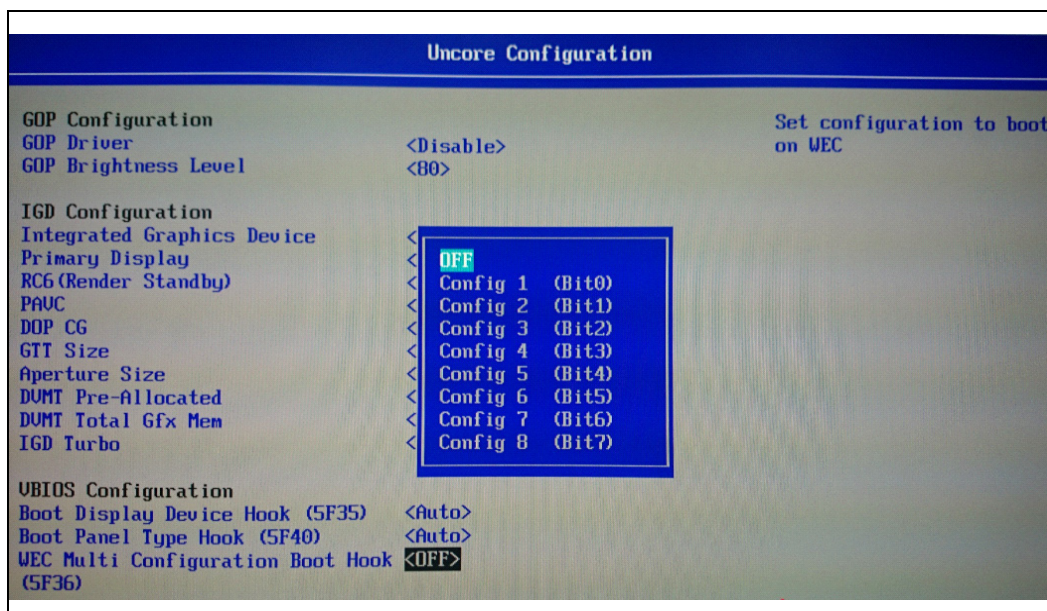 Uncore Configuration
GOP Configuration
GOP Driver <Disable>
GOP Brightness Level <80>
Set configuration to boot
on WEC
IGD Configuration
Integrated Graphics Device <
Primary Display <
RC6(Render Standby) <
PAVC <
DOP CG <
GTT Size <
Aperture Size <
DVMT Pre-Allocated <
DVMT Total Gfx Mem <
IGD Turbo <
OFF
Config 1 (Bit0)
Config 2 (Bit1)
Config 3 (Bit2)
Config 4 (Bit3)
Config 5 (Bit4)
Config 6 (Bit5)
Config 7 (Bit6)
Config 8 (Bit7)
VBIOS Configuration
Boot Display Device Hook (5F35) <Auto>
Boot Panel Type Hook (5F40) <Auto>
WEC Multi Configuration Boot Hook <OFF>
(5F36)